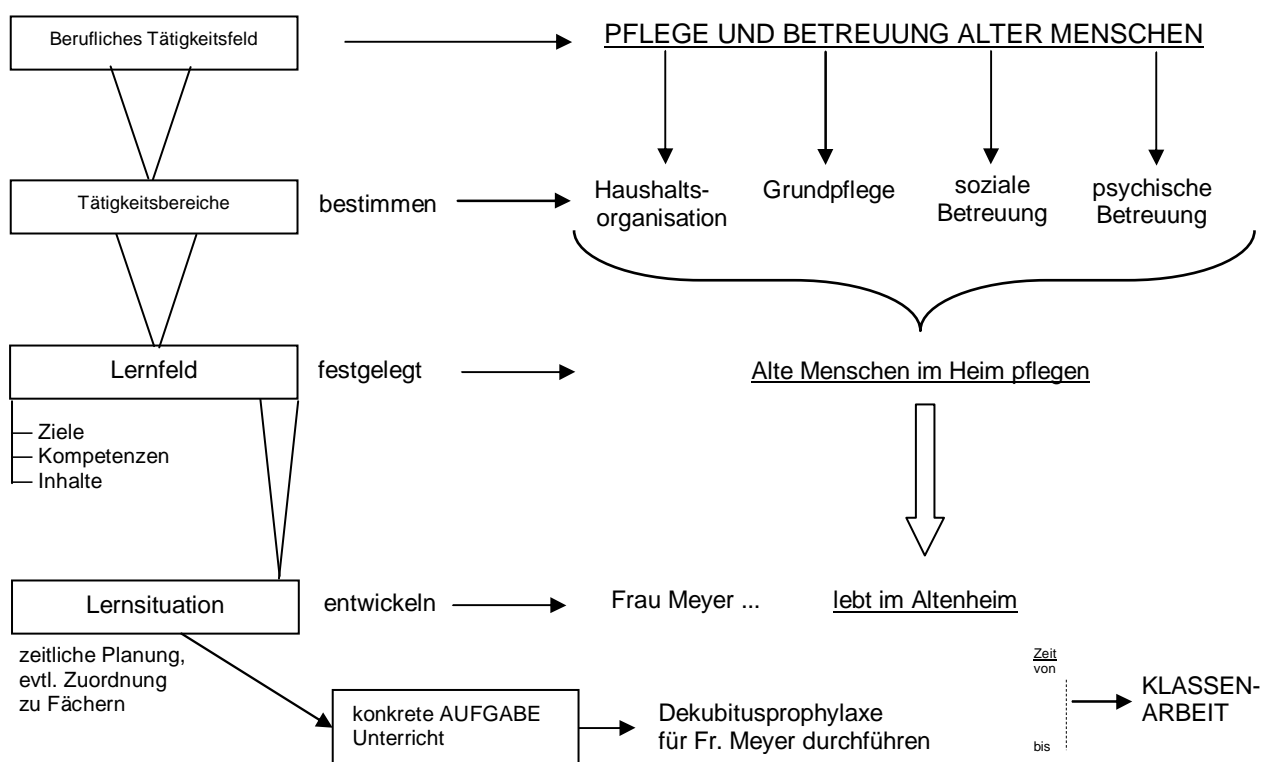 Berufliches Tätigkeitsfeld
PFLEGE UND BETREUUNG ALTER MENSCHEN
Tätigkeitsbereiche
bestimmen
Haushalts-
organisation
Grundpflege
soziale
Betreuung
psychische
Betreuung
Lernfeld
festgelegt
Alte Menschen im Heim pflegen
Ziele
Kompetenzen
Inhalte
Lernsituation
entwickeln
Frau Meyer ... lebt im Altenheim
zeitliche Planung,
evtl. Zuordnung
zu Fächern
konkrete AUFGABE
Unterricht
Dekubitusprophylaxe
für Fr. Meyer durchführen
Zeit
von
bis
KLASSEN-
ARBEIT